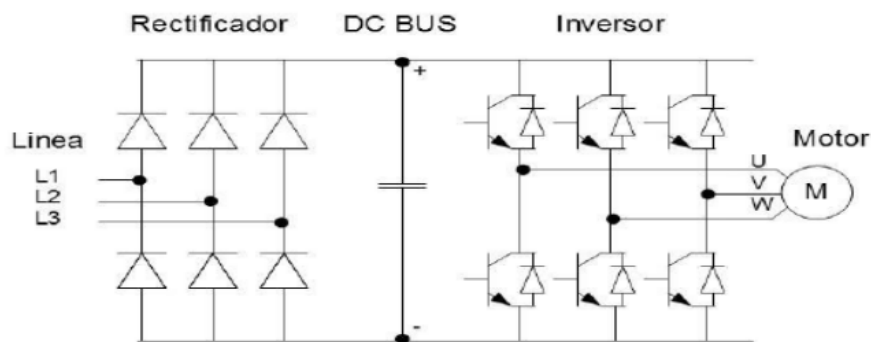 Rectificador DC BUS Inversor
+
Linea
L1
L2
L3
Motor
U
V
W
M
-